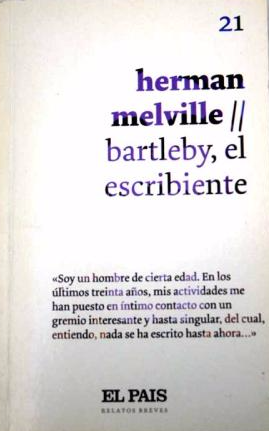 21
herman
melville //
bartleby, el
escribiente
«Soy un hombre de cierta edad. En los
últimos treinta años, mis actividades me
han puesto en íntimo contacto con un
gremio interesante y hasta singular, del cual,
entiendo, nada se ha escrito hasta ahora...»
EL PAIS
RELATOS BREVES